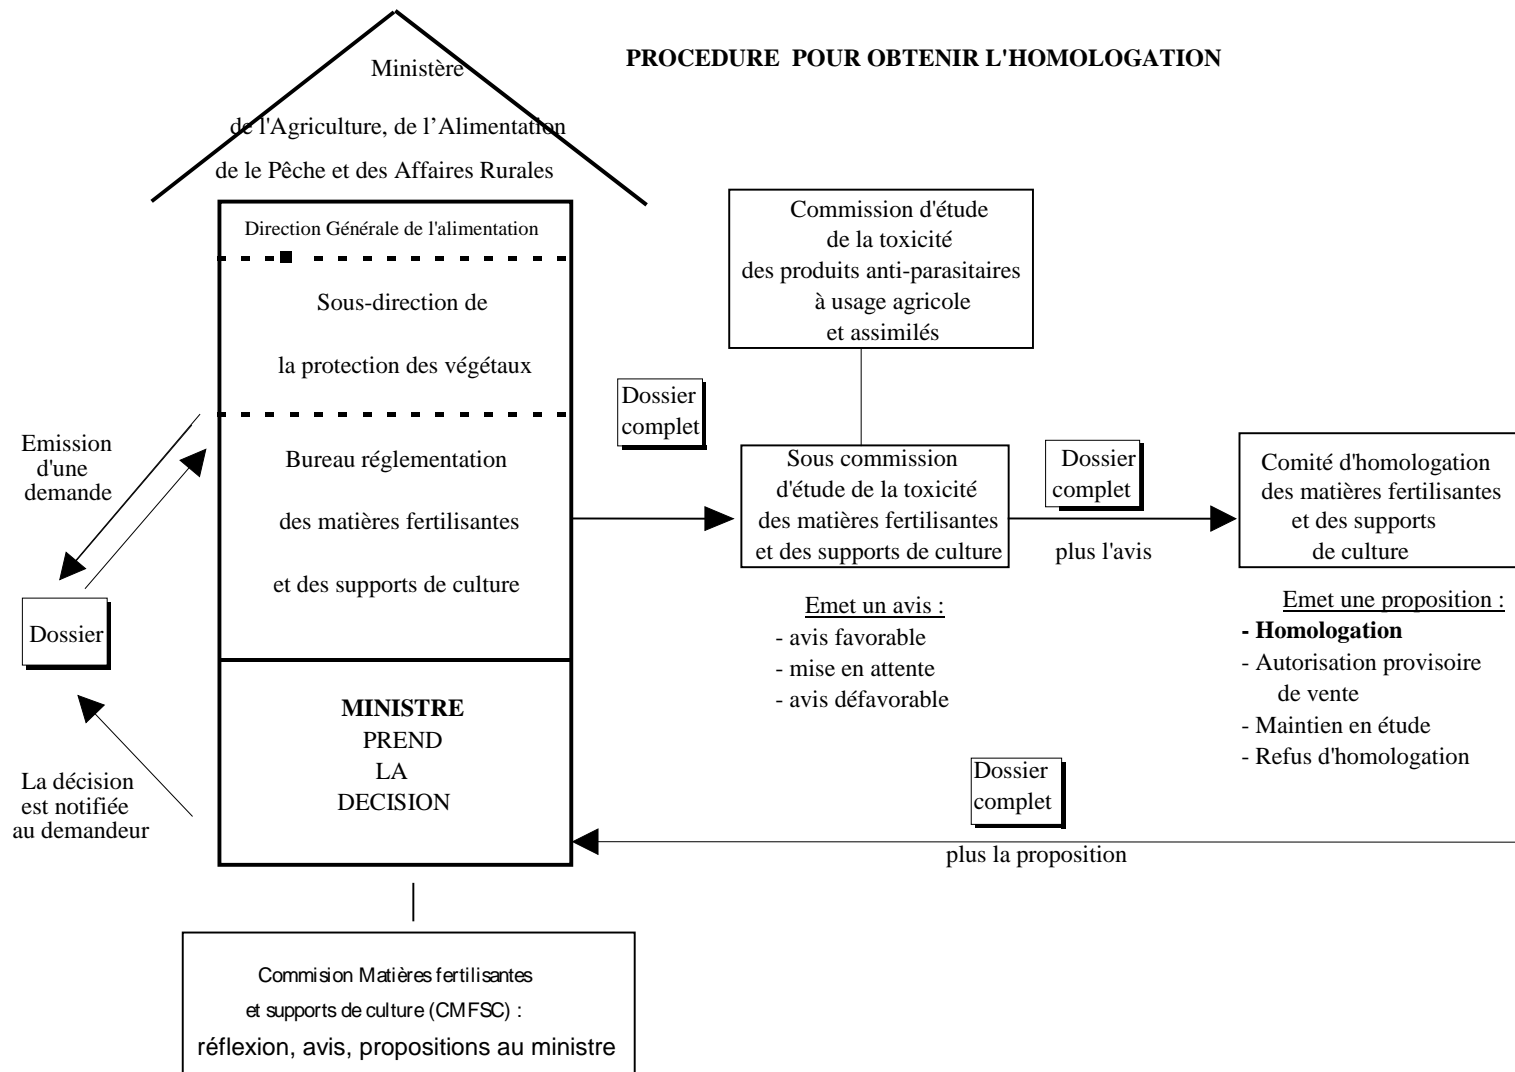 PROCEDURE POUR OBTENIR L'HOMOLOGATION
Ministère
de l'Agriculture, de l’Alimentation
de le Pêche et des Affaires Rurales
Direction Générale de l'alimentation
Sous-direction de
la protection des végétaux
Bureau réglementation
des matières fertilisantes
et des supports de culture
MINISTRE
PREND
LA
DECISION
Emission
d'une
demande
Dossier
La décision
est notifiée
au demandeur
Commission d'étude
de la toxicité
des produits anti-parasitaires
à usage agricole
et assimilés
Dossier
complet
Sous commission
d'étude de la toxicité
des matières fertilisantes
et des supports de culture
Emet un avis :
- avis favorable
- mise en attente
- avis défavorable
Dossier
complet
plus l'avis
Comité d'homologation
des matières fertilisantes
et des supports
de culture
Emet une proposition :
- Homologation
- Autorisation provisoire
de vente
- Maintien en étude
- Refus d'homologation
Dossier
complet
plus la proposition
Commision Matières fertilisantes
et supports de culture (CMFSC) :
réflexion, avis, propositions au ministre